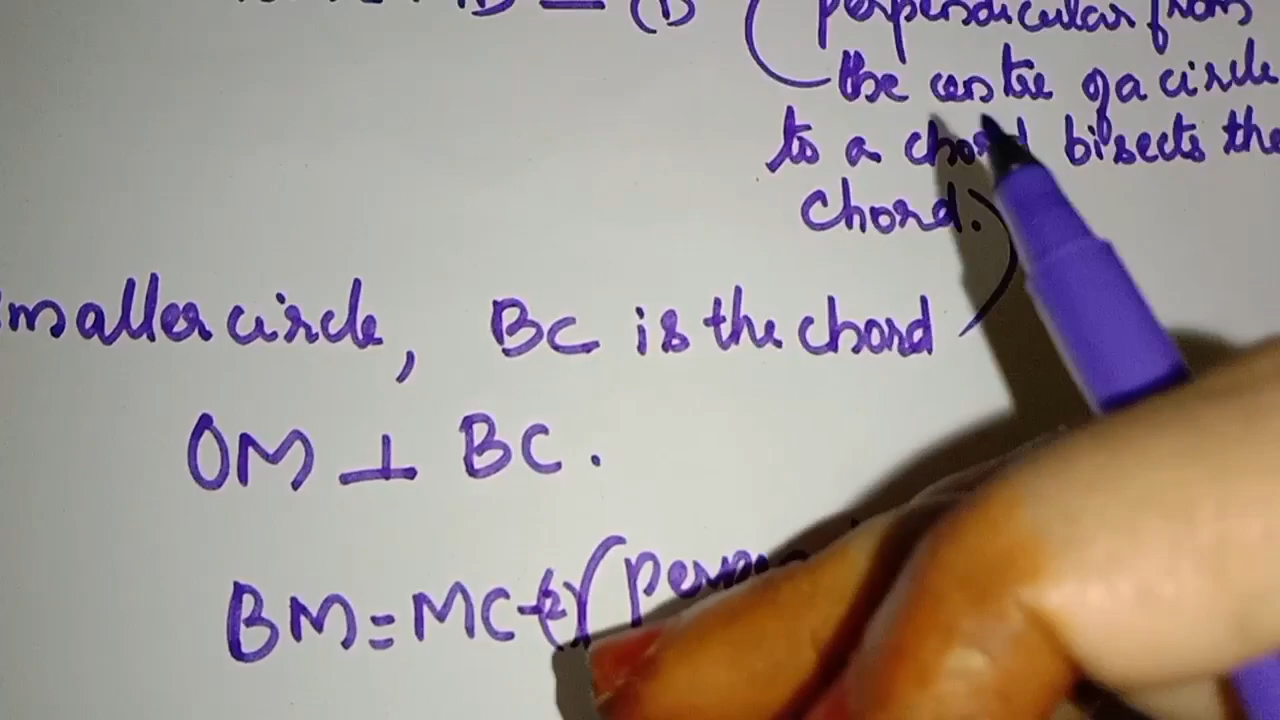 (1) (perpendicular from
the centre of a circle
to a chord bisects the
chord.)
smaller circle, BC is the chord
OM ⊥ BC.
BM = MC -(2) (